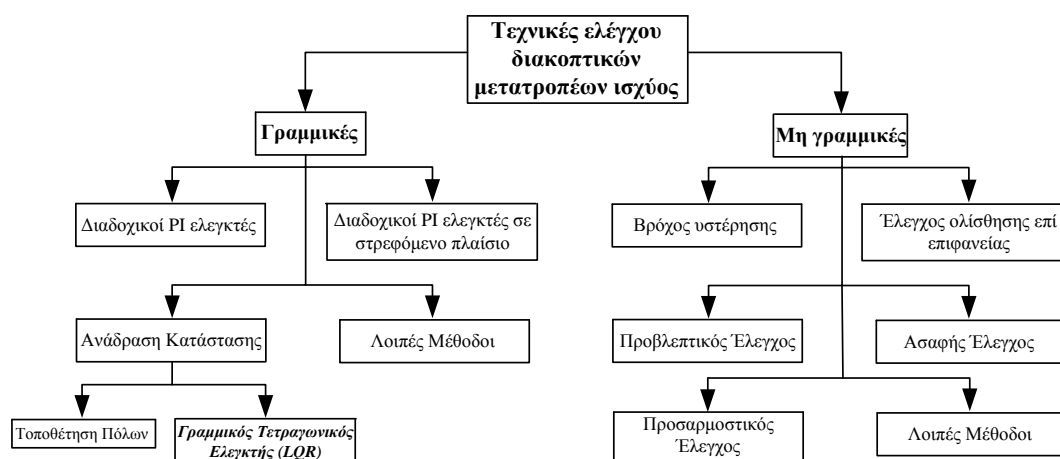 Τεχνικές ελέγχου
διακοπτικών
μετατροπέων ισχύος
Γραμμικές
Μη γραμμικές
Διαδοχικοί PI ελεγκτές
Διαδοχικοί PI ελεγκτές σε
στρεφόμενο πλαίσιο
Βρόχος υστέρησης
Έλεγχος ολίσθησης επί
επιφανείας
Ανάδραση Κατάστασης
Λοιπές Μέθοδοι
Προβλεπτικός Έλεγχος
Ασαφής Έλεγχος
Τοποθέτηση Πόλων
Γραμμικός Τετραγωνικός
Ελεγκτής (LQR)
Προσαρμοστικός
Έλεγχος
Λοιπές Μέθοδοι